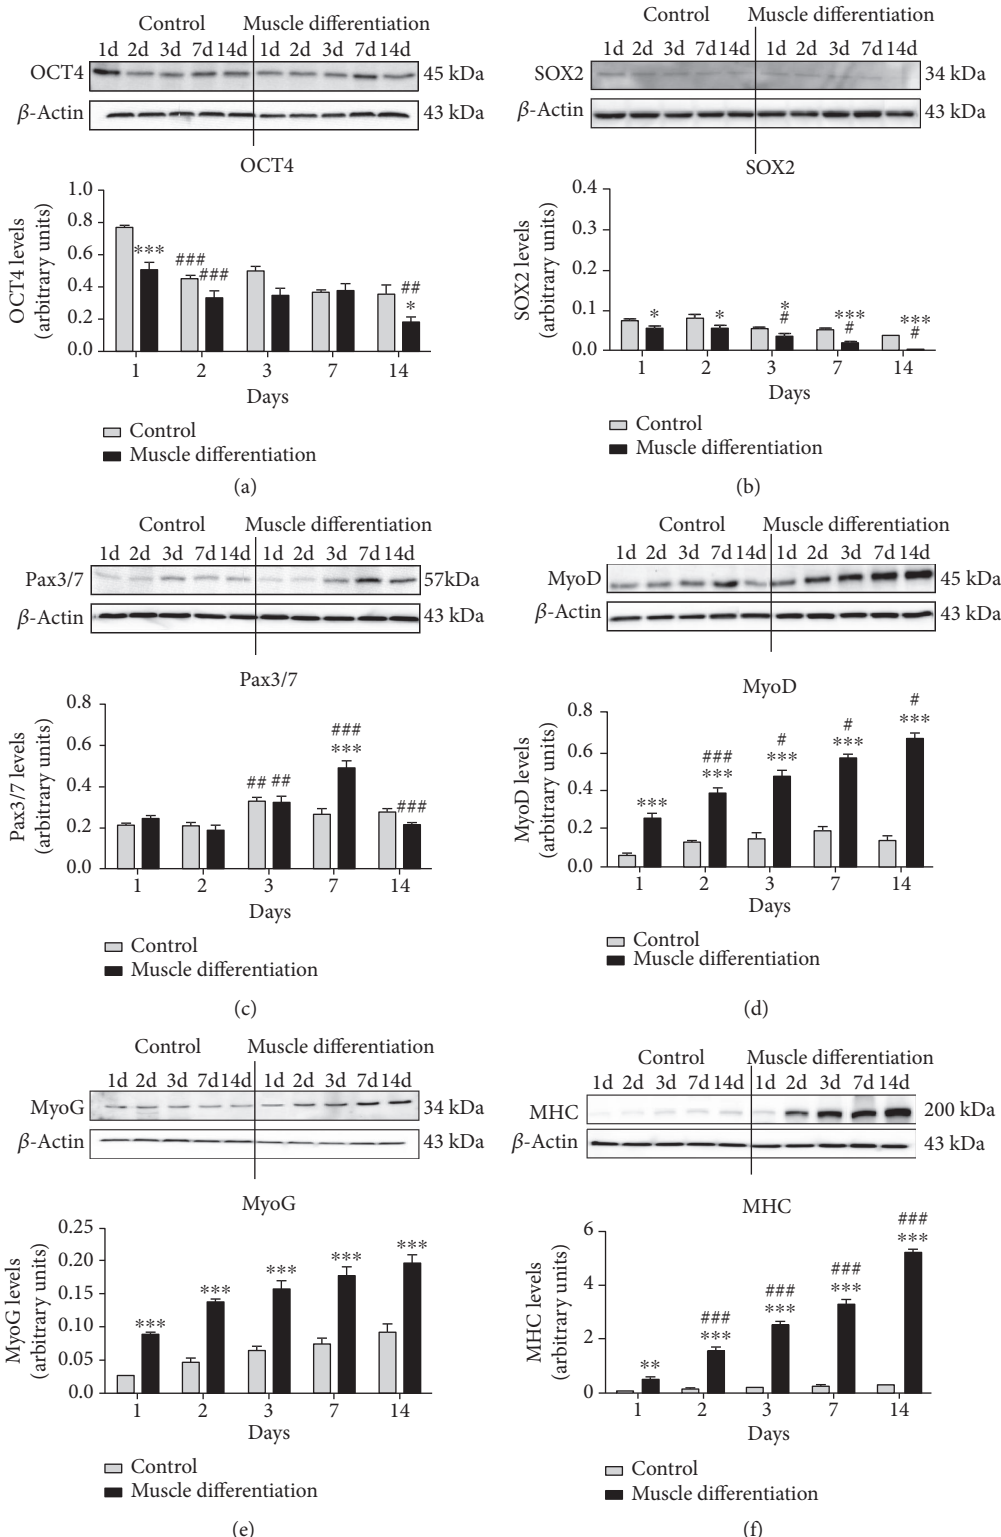 Control Muscle differentiation
1d 2d 3d 7d 14d 1d 2d 3d 7d 14d
OCT4 45 kDa
β-Actin 43 kDa
OCT4
OCT4 levels
(arbitrary units)
1.0
0.8
0.6
0.4
0.2
0.0
***
###
###
##
*
1 2 3 7 14
Days
Control
Muscle differentiation
(a)
Control Muscle differentiation
1d 2d 3d 7d 14d 1d 2d 3d 7d 14d
SOX2 34 kDa
β-Actin 43 kDa
SOX2
SOX2 levels
(arbitrary units)
0.4
0.3
0.2
0.1
0.0
*
*
*
#
***
#
***
#
1 2 3 7 14
Days
Control
Muscle differentiation
(b)
Control Muscle differentiation
1d 2d 3d 7d 14d 1d 2d 3d 7d 14d
Pax3/7 57kDa
β-Actin 43 kDa
Pax3/7
Pax3/7 levels
(arbitrary units)
0.8
0.6
0.4
0.2
0.0
## ##
###
***
###
1 2 3 7 14
Days
Control
Muscle differentiation
(c)
Control Muscle differentiation
1d 2d 3d 7d 14d 1d 2d 3d 7d 14d
MyoD 45 kDa
β-Actin 43 kDa
MyoD
MyoD levels
(arbitrary units)
0.8
0.6
0.4
0.2
0.0
***
###
***
#
***
#
***
#
***
1 2 3 7 14
Days
Control
Muscle differentiation
(d)
Control Muscle differentiation
1d 2d 3d 7d 14d 1d 2d 3d 7d 14d
MyoG 34 kDa
β-Actin 43 kDa
MyoG
MyoG levels
(arbitrary units)
0.25
0.20
0.15
0.10
0.05
0.0
***
***
***
***
***
1 2 3 7 14
Days
Control
Muscle differentiation
(e)
Control Muscle differentiation
1d 2d 3d 7d 14d 1d 2d 3d 7d 14d
MHC 200 kDa
β-Actin 43 kDa
MHC
MHC levels
(arbitrary units)
6
4
2
0
**
###
***
###
***
###
***
###
***
1 2 3 7 14
Days
Control
Muscle differentiation
(f)